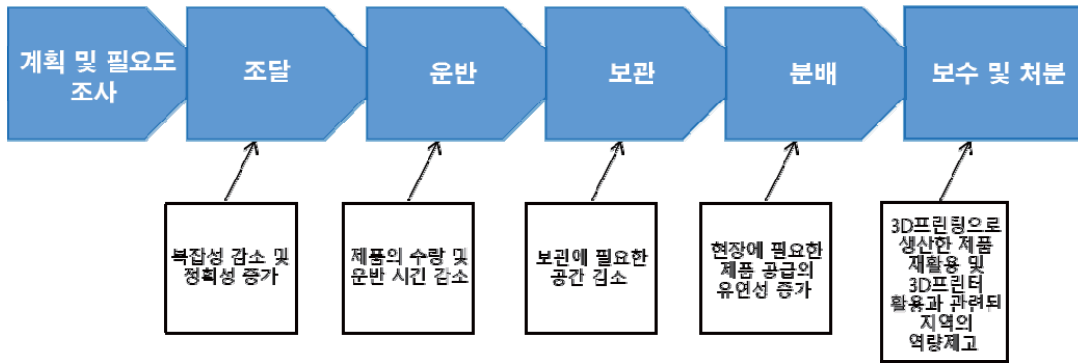 계획 및 필요도
조사
조달
운반
보관
분배
보수 및 처분
복잡성 감소 및
정확성 증가
제품의 수량 및
운반 시간 감소
보관에 필요한
공간 감소
현장에 필요한
제품 공급의
유연성 증가
3D프린팅으로
생산한 제품
재활용 및
3D프린터
활용과 관련된
지역의
역량제고